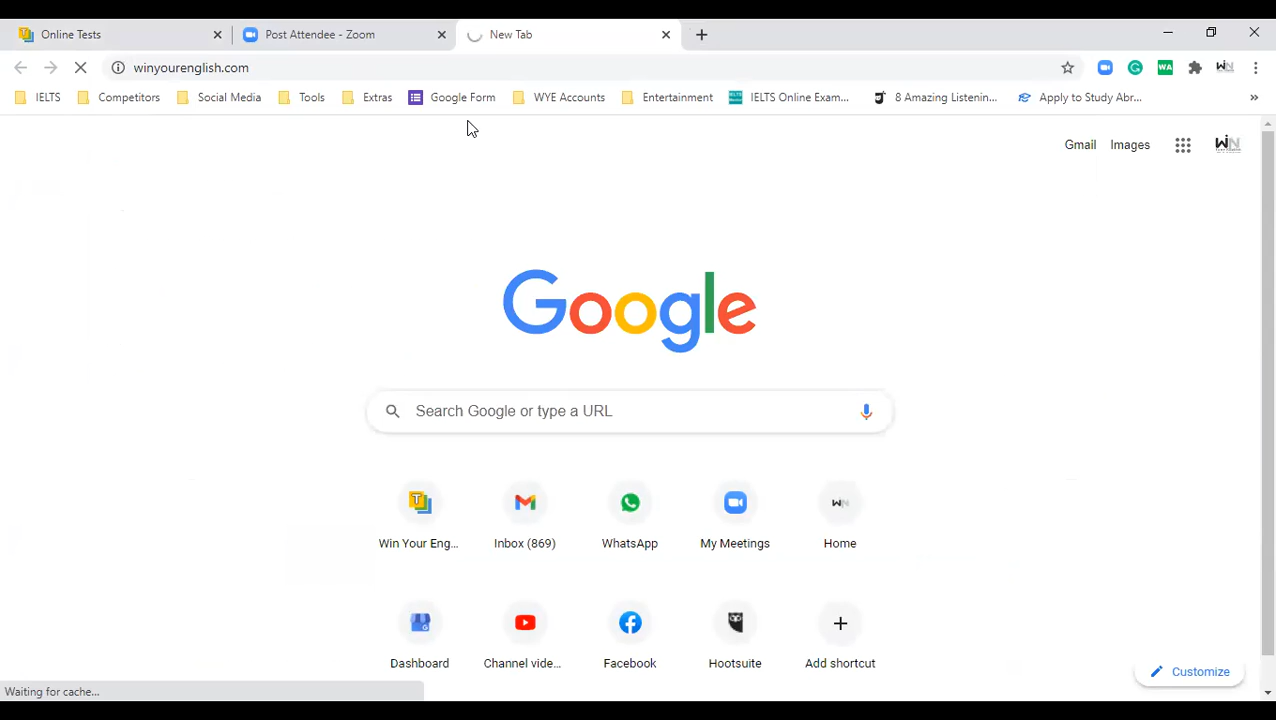 Online Tests
Post Attendee - Zoom
New Tab
winyourenglish.com
WA
WN
IELTS
Competitors
Social Media
Tools
Extras
Google Form
WYE Accounts
Entertainment
IELTS Online Exam...
8 Amazing Listenin...
Apply to Study Abr...
»
Gmail
Images
WN
Google
Search Google or type a URL
Win Your Eng...
Inbox (869)
WhatsApp
My Meetings
Home
Dashboard
Channel vide...
Facebook
Hootsuite
Add shortcut
Customize
Waiting for cache...